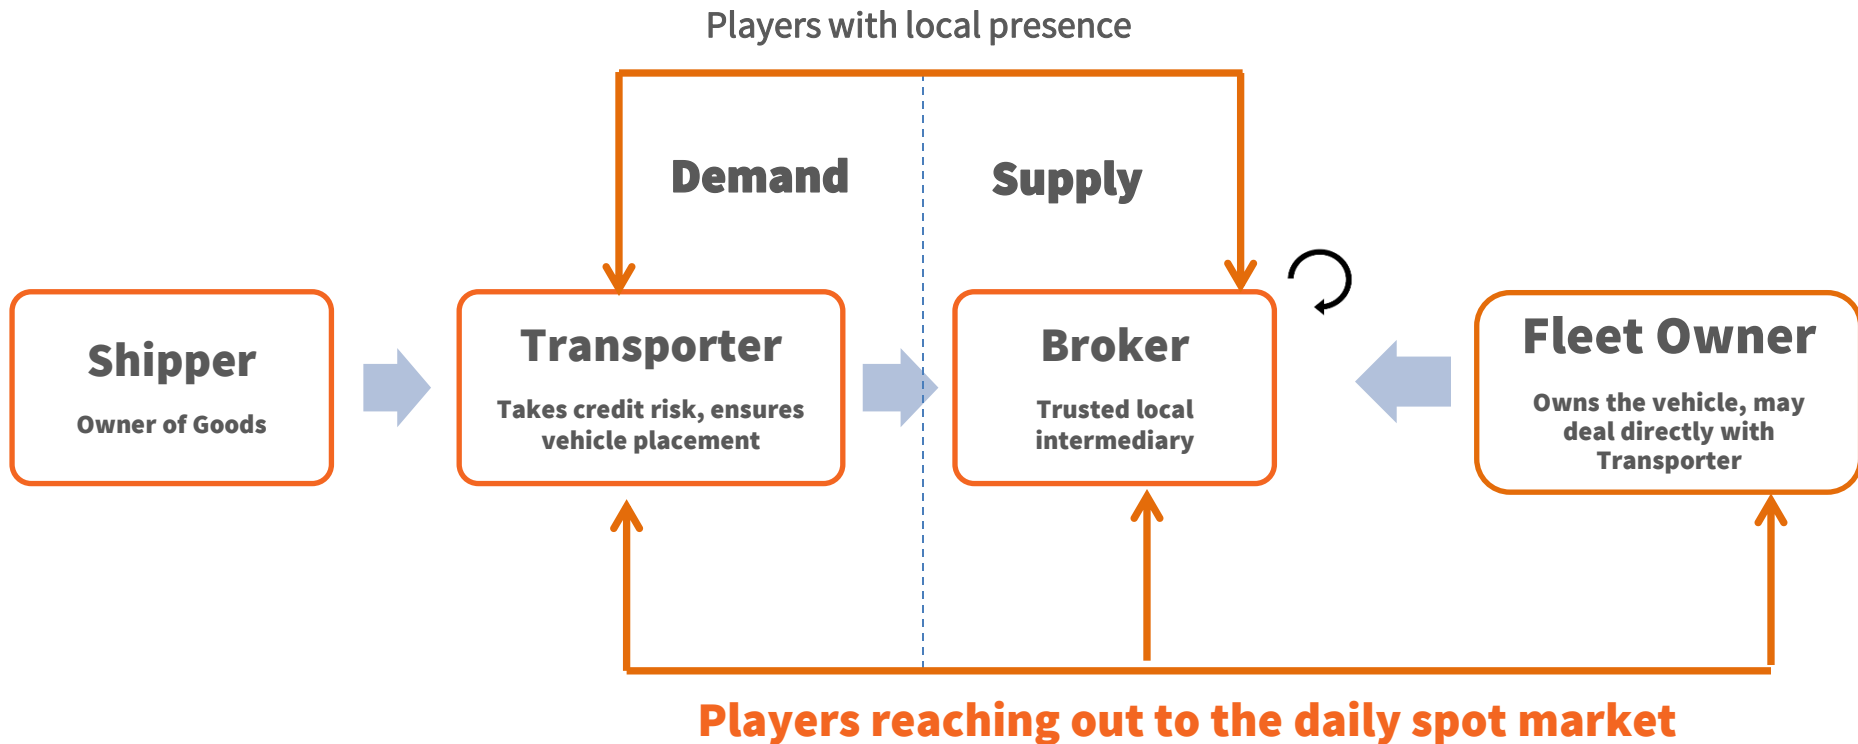 Players with local presence
Demand
Supply
Shipper
Owner of Goods
Transporter
Takes credit risk, ensures
vehicle placement
Broker
Trusted local
intermediary
Fleet Owner
Owns the vehicle, may
deal directly with
Transporter
Players reaching out to the daily spot market